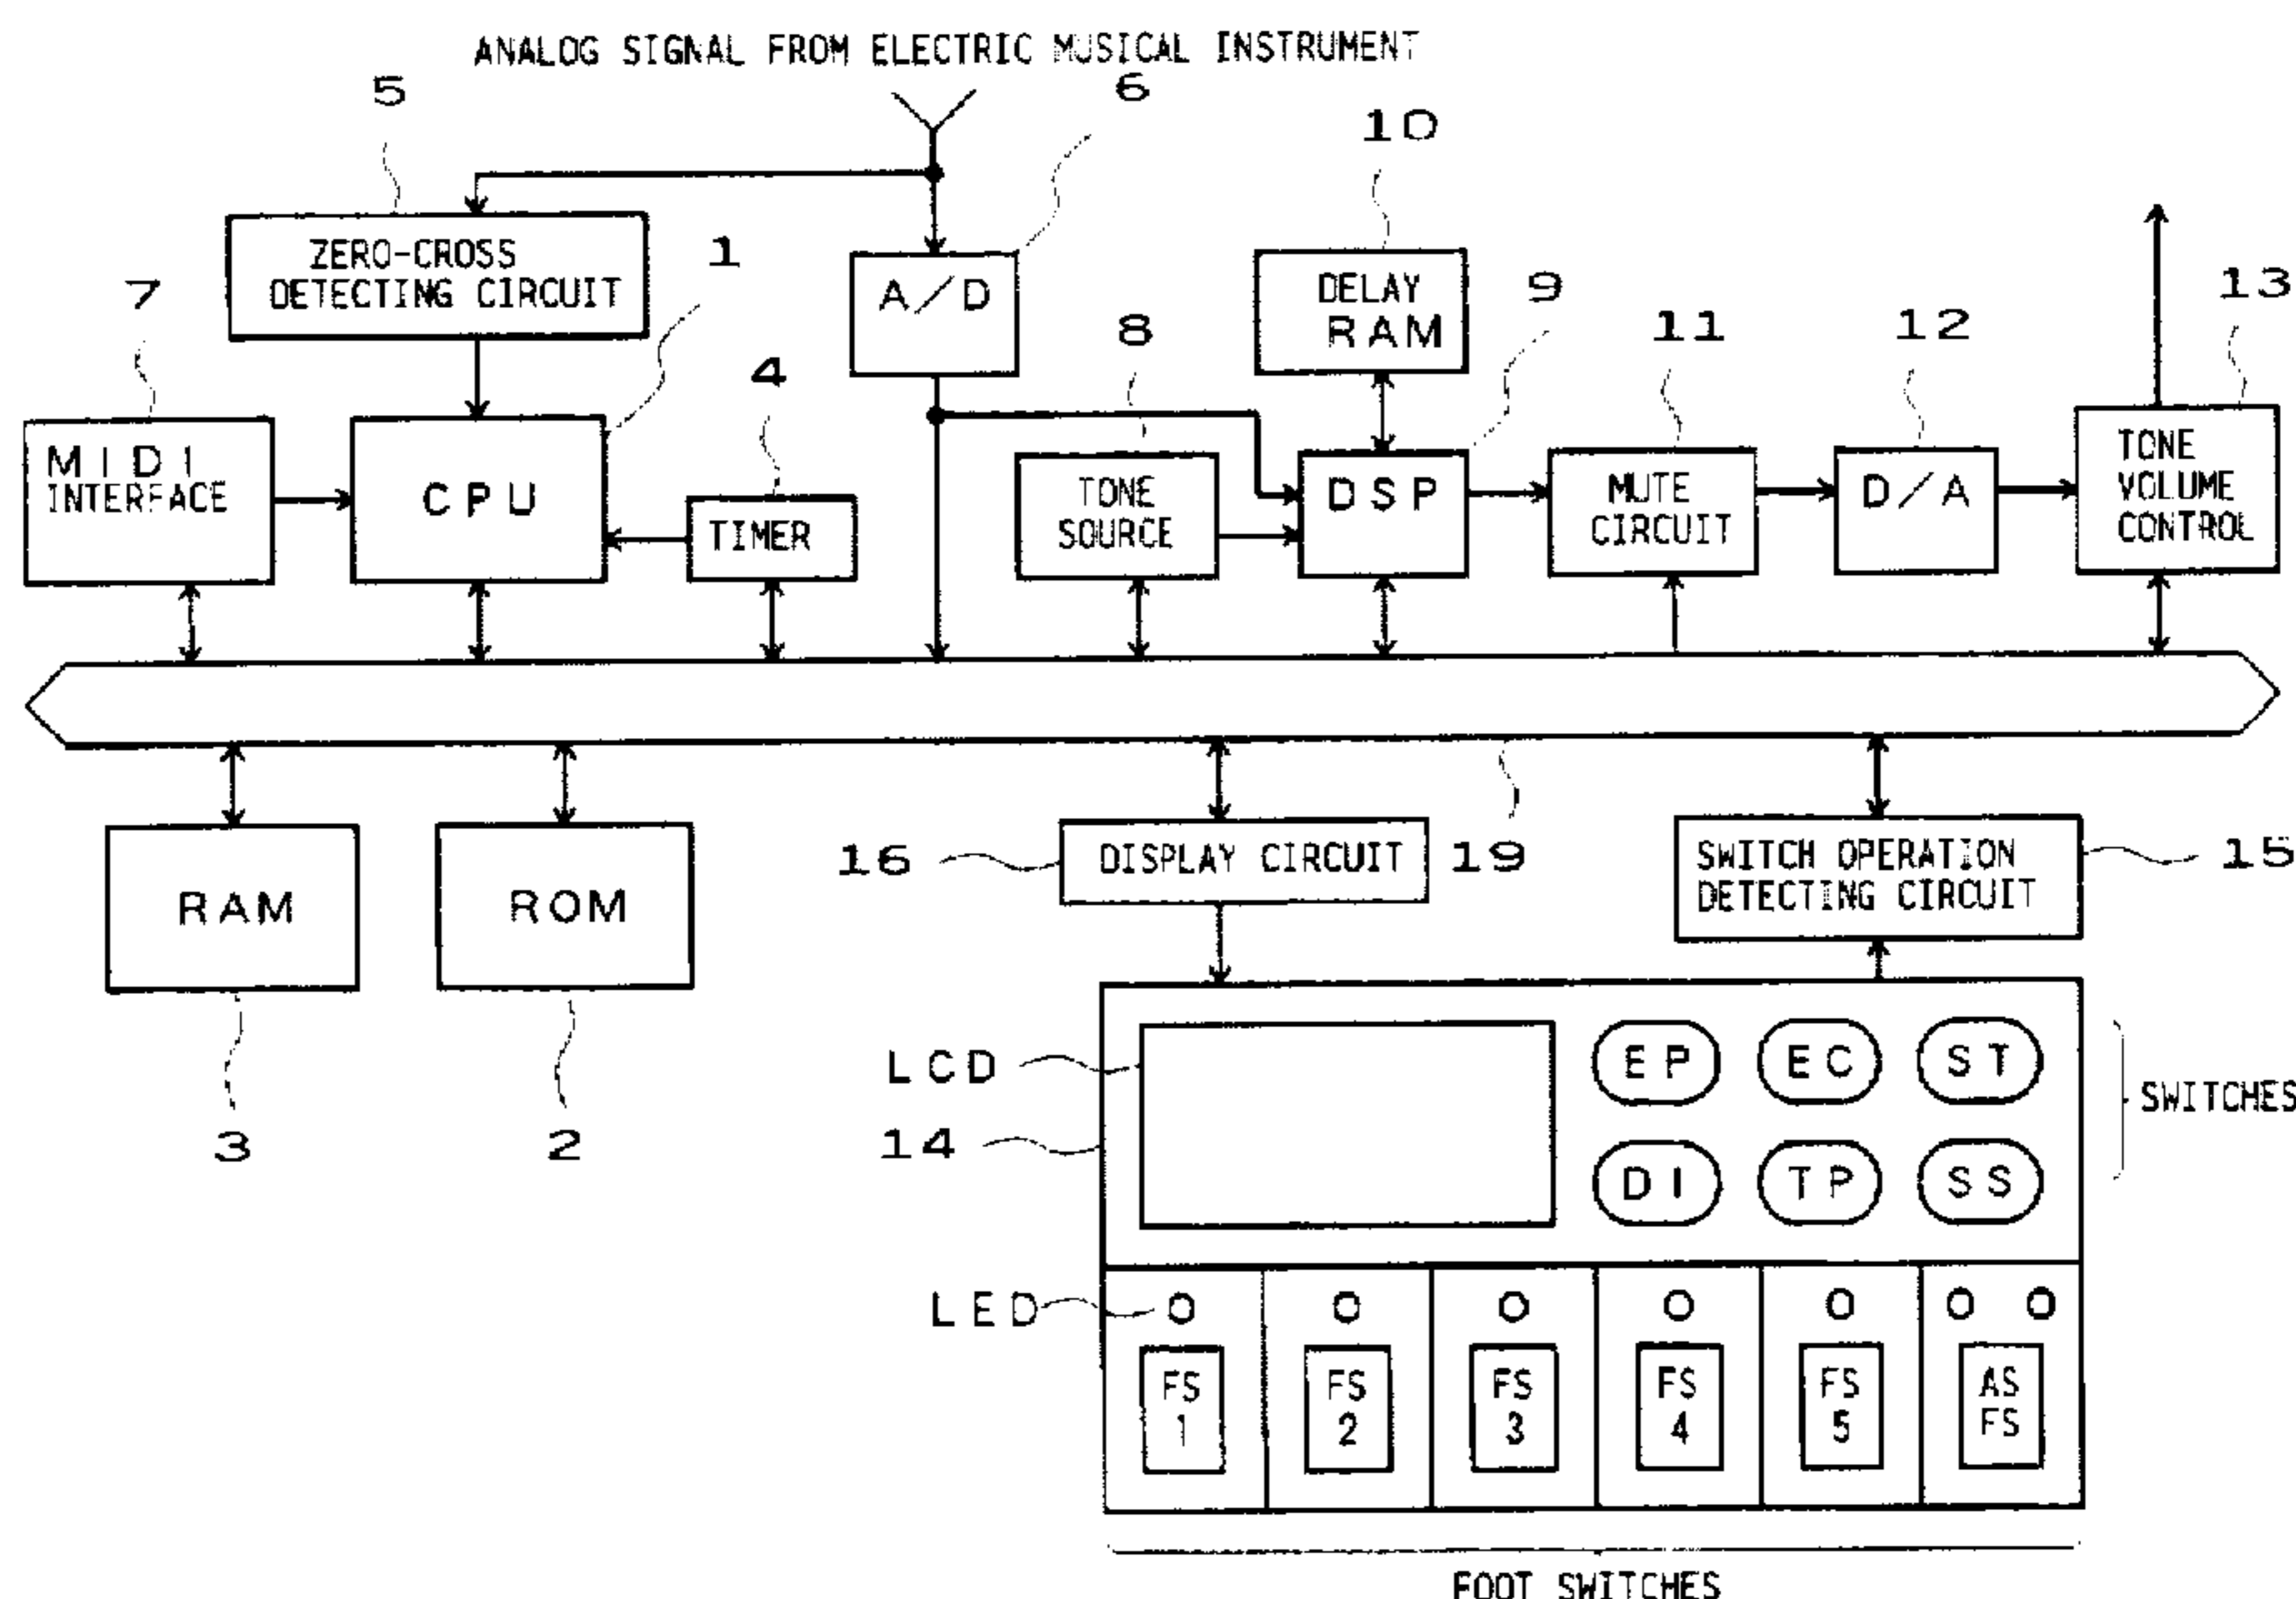 ANALOG SIGNAL FROM ELECTRIC MUSICAL INSTRUMENT
5
6
10
ZERO-CROSS
DETECTING CIRCUIT
1
A/D
DELAY
RAM
9
13
7
8
11
12
4
MIDI
INTERFACE
CPU
TIMER
TONE
SOURCE
DSP
MUTE
CIRCUIT
D/A
TONE
VOLUME
CONTROL
RAM
ROM
16
DISPLAY CIRCUIT
19
SWITCH OPERATION
DETECTING CIRCUIT
15
3
2
LCD
14
EP
EC
ST
DI
TP
SS
SWITCHES
LED
FS
1
FS
2
FS
3
FS
4
FS
5
AS
FS
FOOT SWITCHES